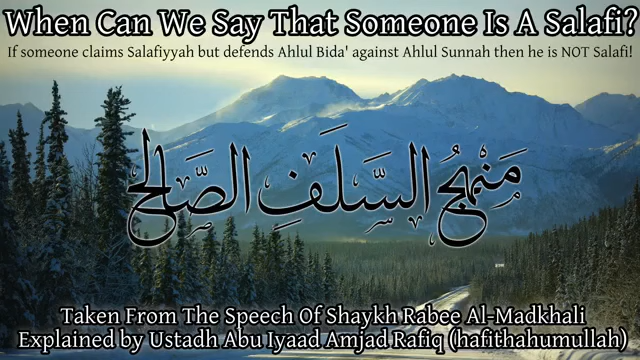 When Can We Say That Someone Is A Salafi?
If someone claims Salafiyyah but defends Ahlul Bida' against Ahlul Sunnah then he is NOT Salafi!
مَنْهَجُ السَّلَفِ الصَّالِحِ
Taken From The Speech Of Shaykh Rabee Al-Madkhali
Explained by Ustadh Abu Iyaad Amjad Rafiq (hafithahumullah)